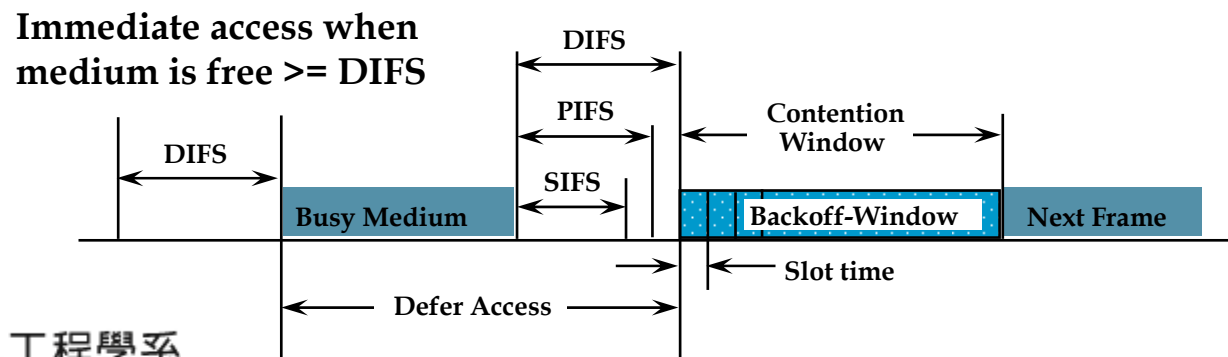 Immediate access when
medium is free >= DIFS
DIFS
DIFS
PIFS
SIFS
Contention
Window
Busy Medium
Backoff-Window
Next Frame
Slot time
Defer Access
工程學系